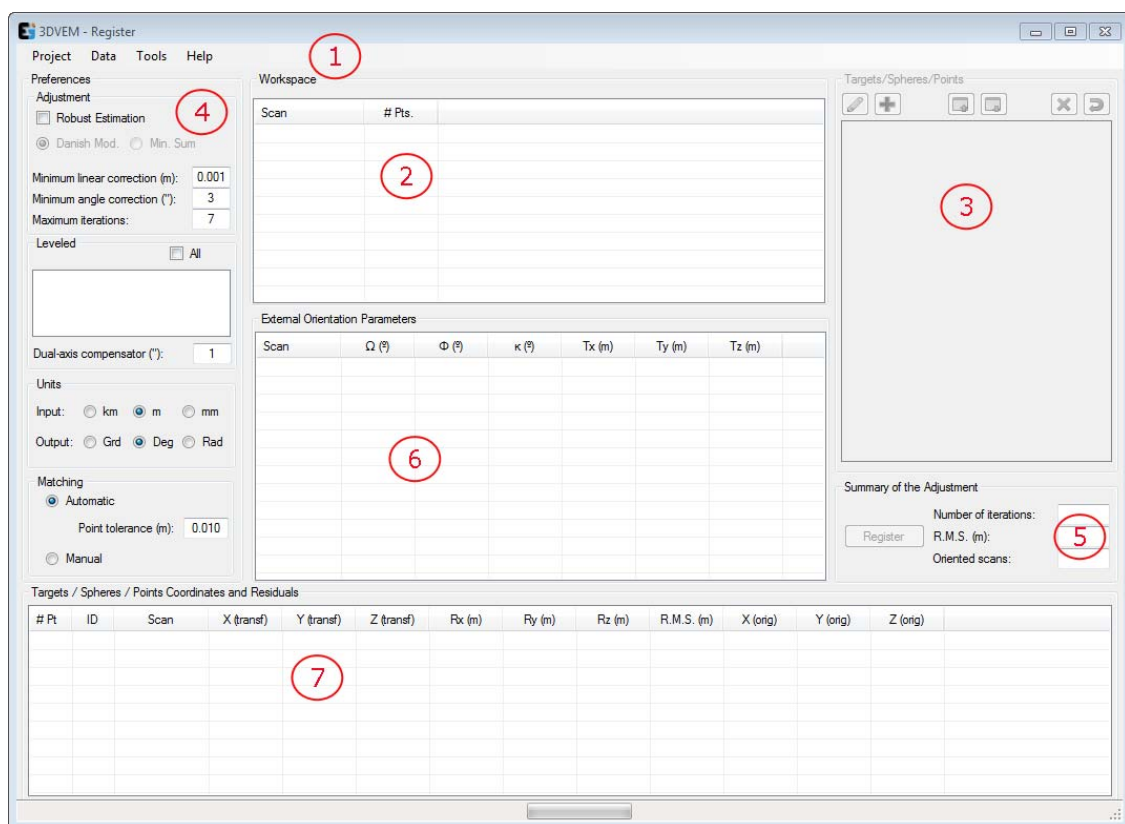 3DVEM - Register
Project Data Tools Help
1
Preferences
Adjustment
Robust Estimation
4
Danish Mod. Min. Sum
Minimum linear correction (m): 0.001
Minimum angle correction ("): 3
Maximum iterations: 7
Leveled
All
Dual-axis compensator ("): 1
Units
Input: km m mm
Output: Grd Deg Rad
Matching
Automatic
Point tolerance (m): 0.010
Manual
Workspace
Scan # Pts.
2
External Orientation Parameters
Scan Ω (º) Φ (º) κ (º) Tx (m) Ty (m) Tz (m)
6
Targets/Spheres/Points
3
Summary of the Adjustment
Number of iterations:
Register R.M.S. (m): 5
Oriented scans:
Targets / Spheres / Points Coordinates and Residuals
# Pt ID Scan X (transf) Y (transf) Z (transf) Rx (m) Ry (m) Rz (m) R.M.S. (m) X (orig) Y (orig) Z (orig)
7